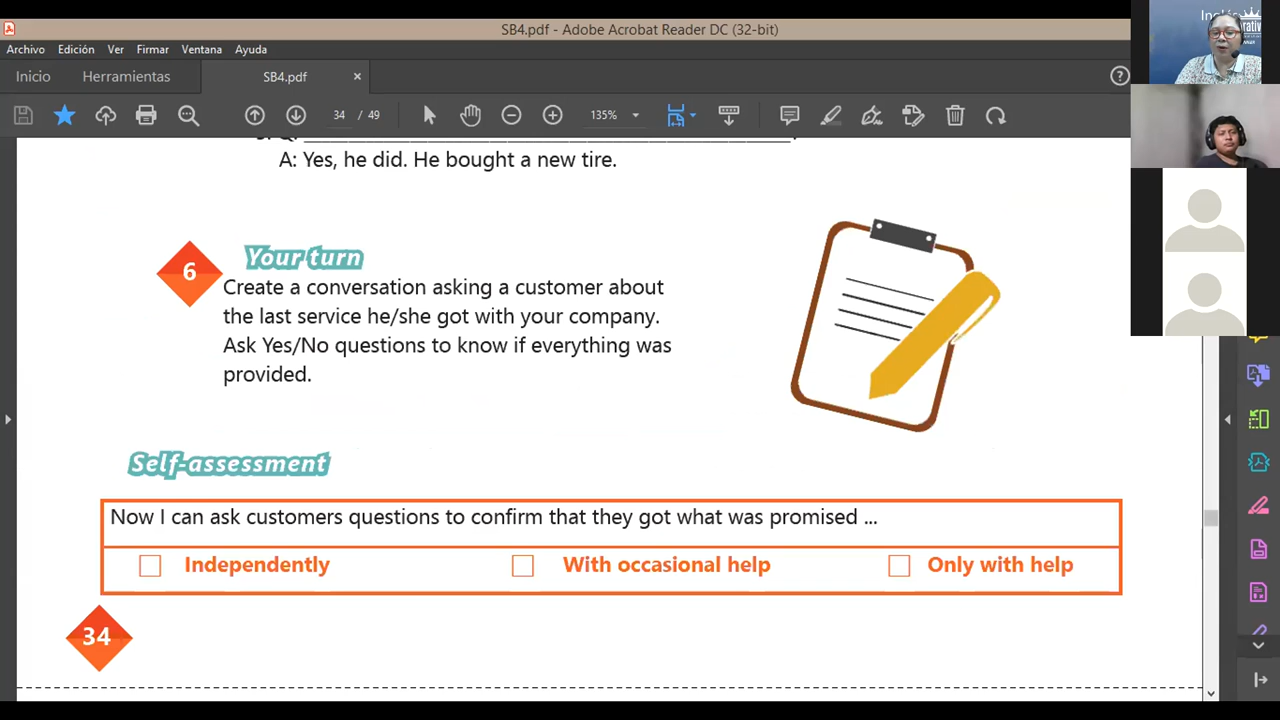 SB4.pdf - Adobe Acrobat Reader DC (32-bit)
Archivo Edición Ver Firmar Ventana Ayuda
Inicio Herramientas SB4.pdf ×
34 / 49 135%
A: Yes, he did. He bought a new tire.
6 Your turn
Create a conversation asking a customer about
the last service he/she got with your company.
Ask Yes/No questions to know if everything was
provided.
Self-assessment
Now I can ask customers questions to confirm that they got what was promised ...
Independently With occasional help Only with help
34